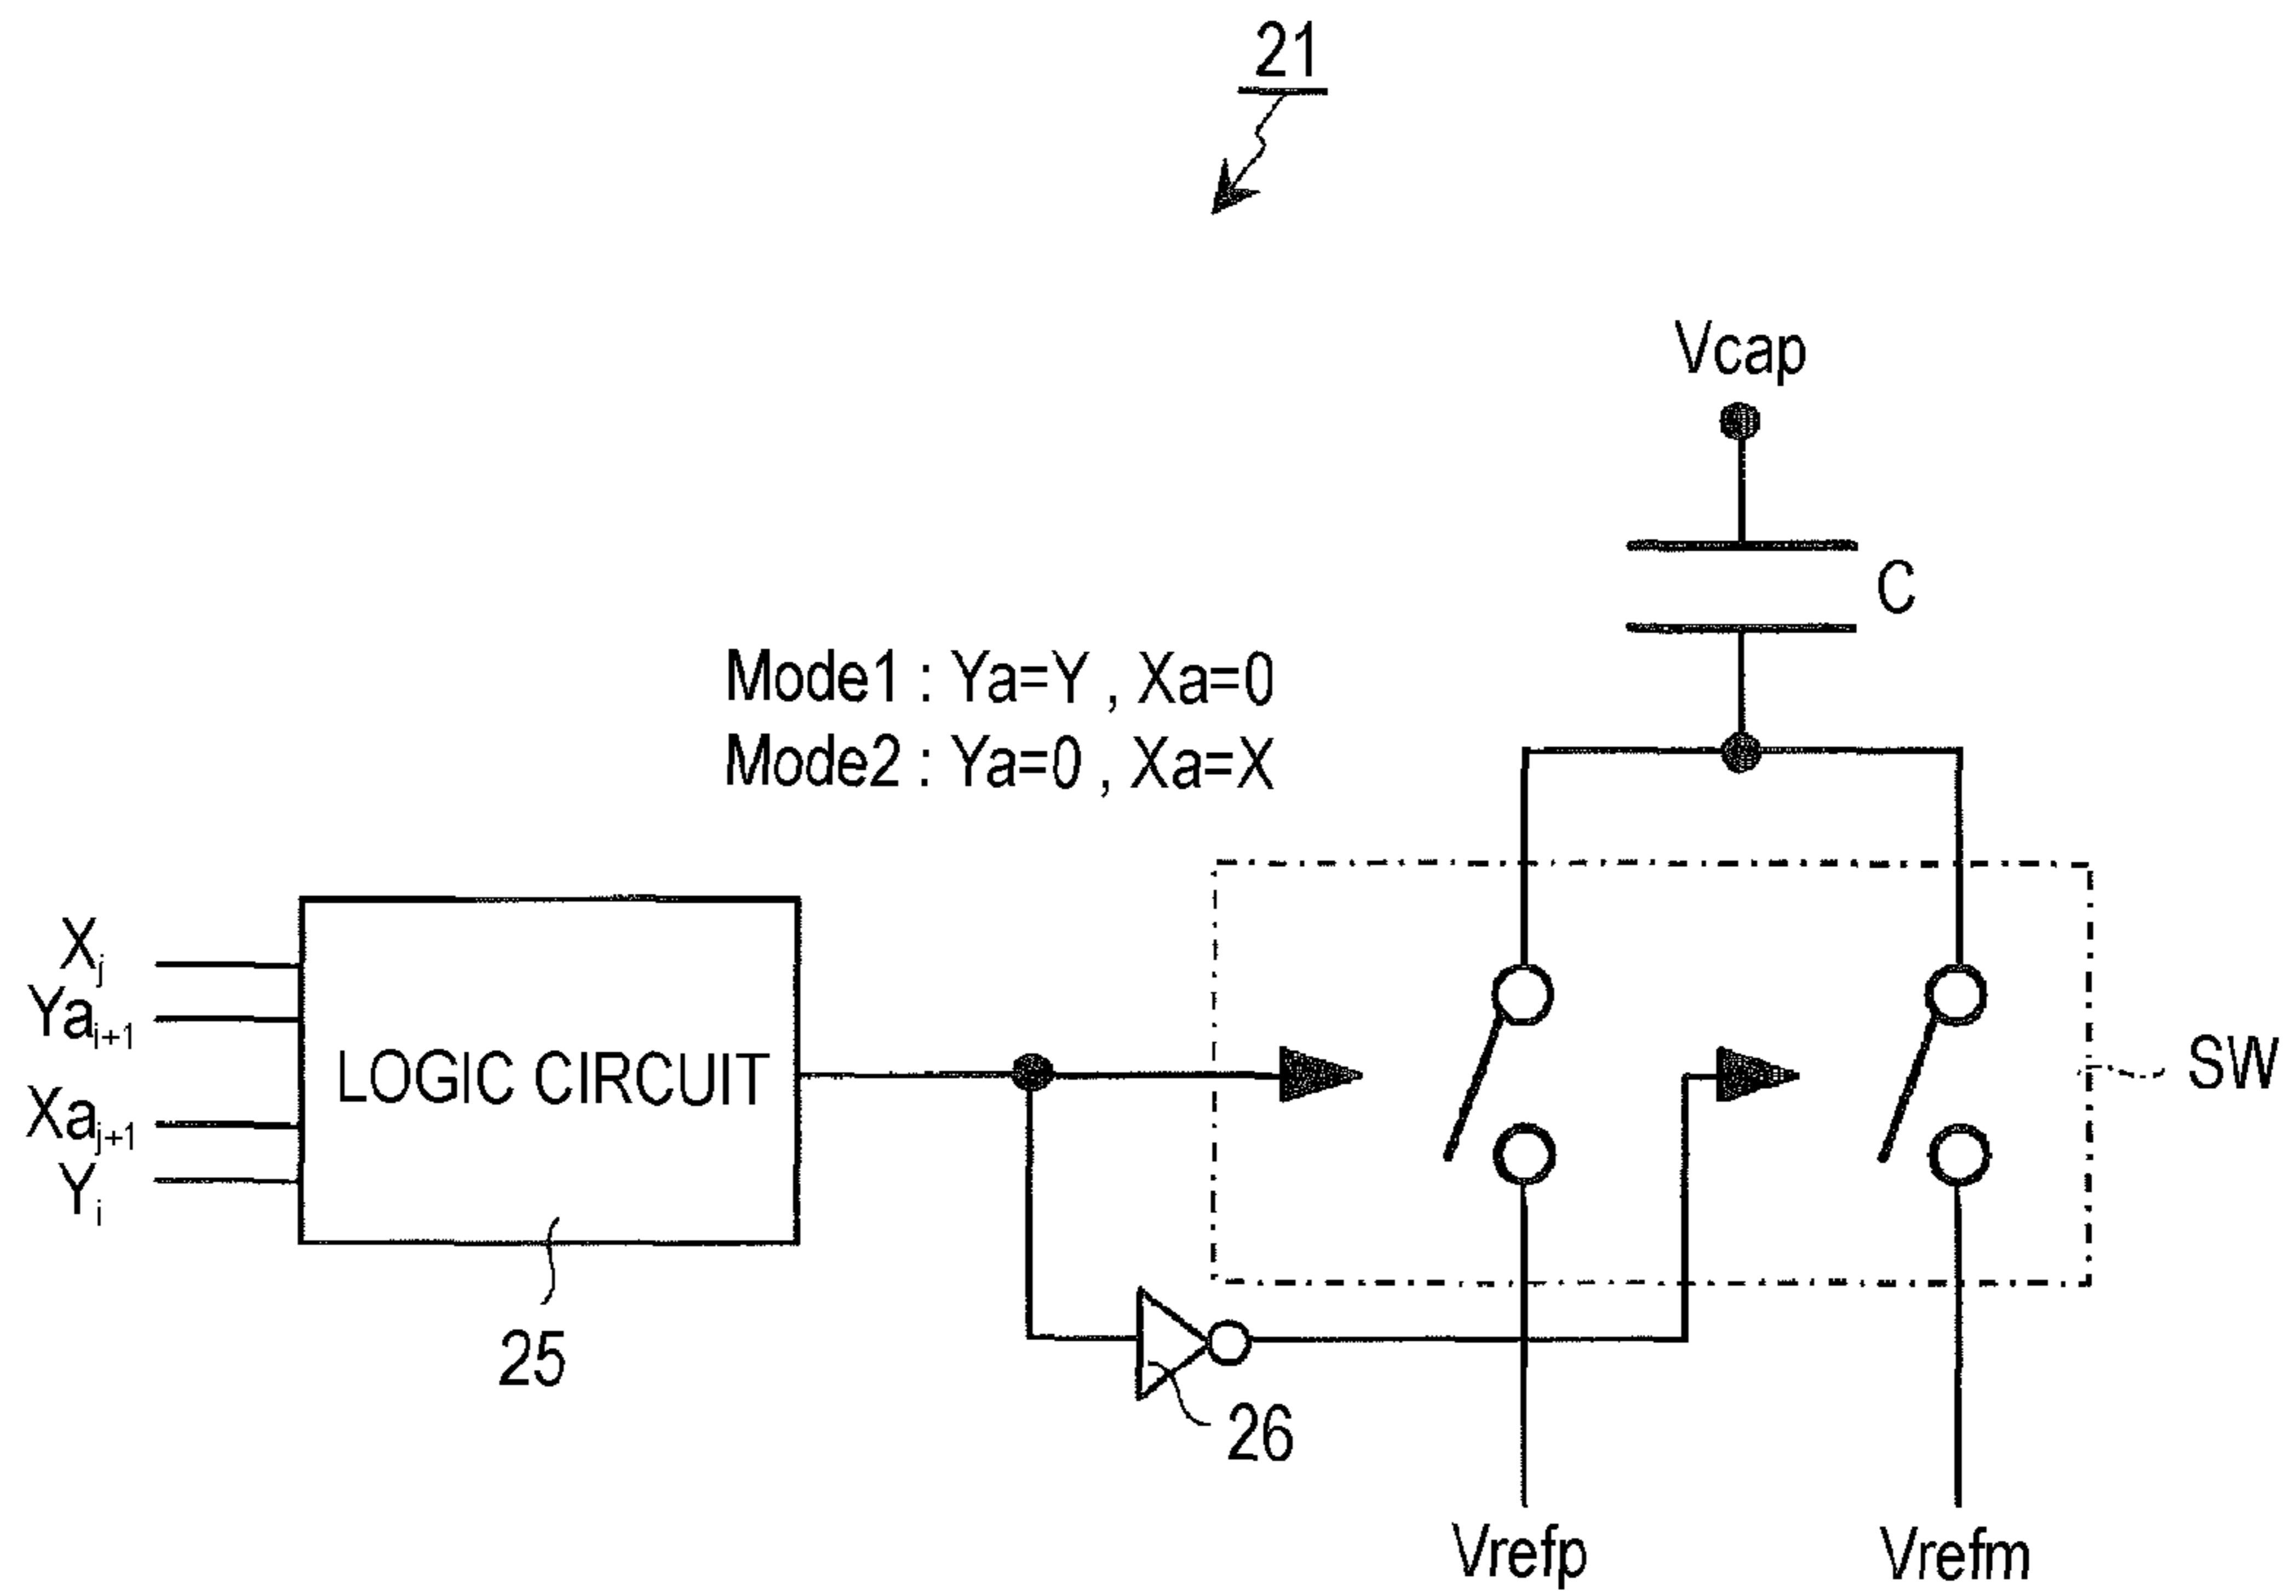 21
Vcap
C
Mode1 : Ya=Y , Xa=0
Mode2 : Ya=0 , Xa=X
Xj
Yai+1
Xaj+1
Yi
LOGIC CIRCUIT
SW
25
26
Vrefp
Vrefm